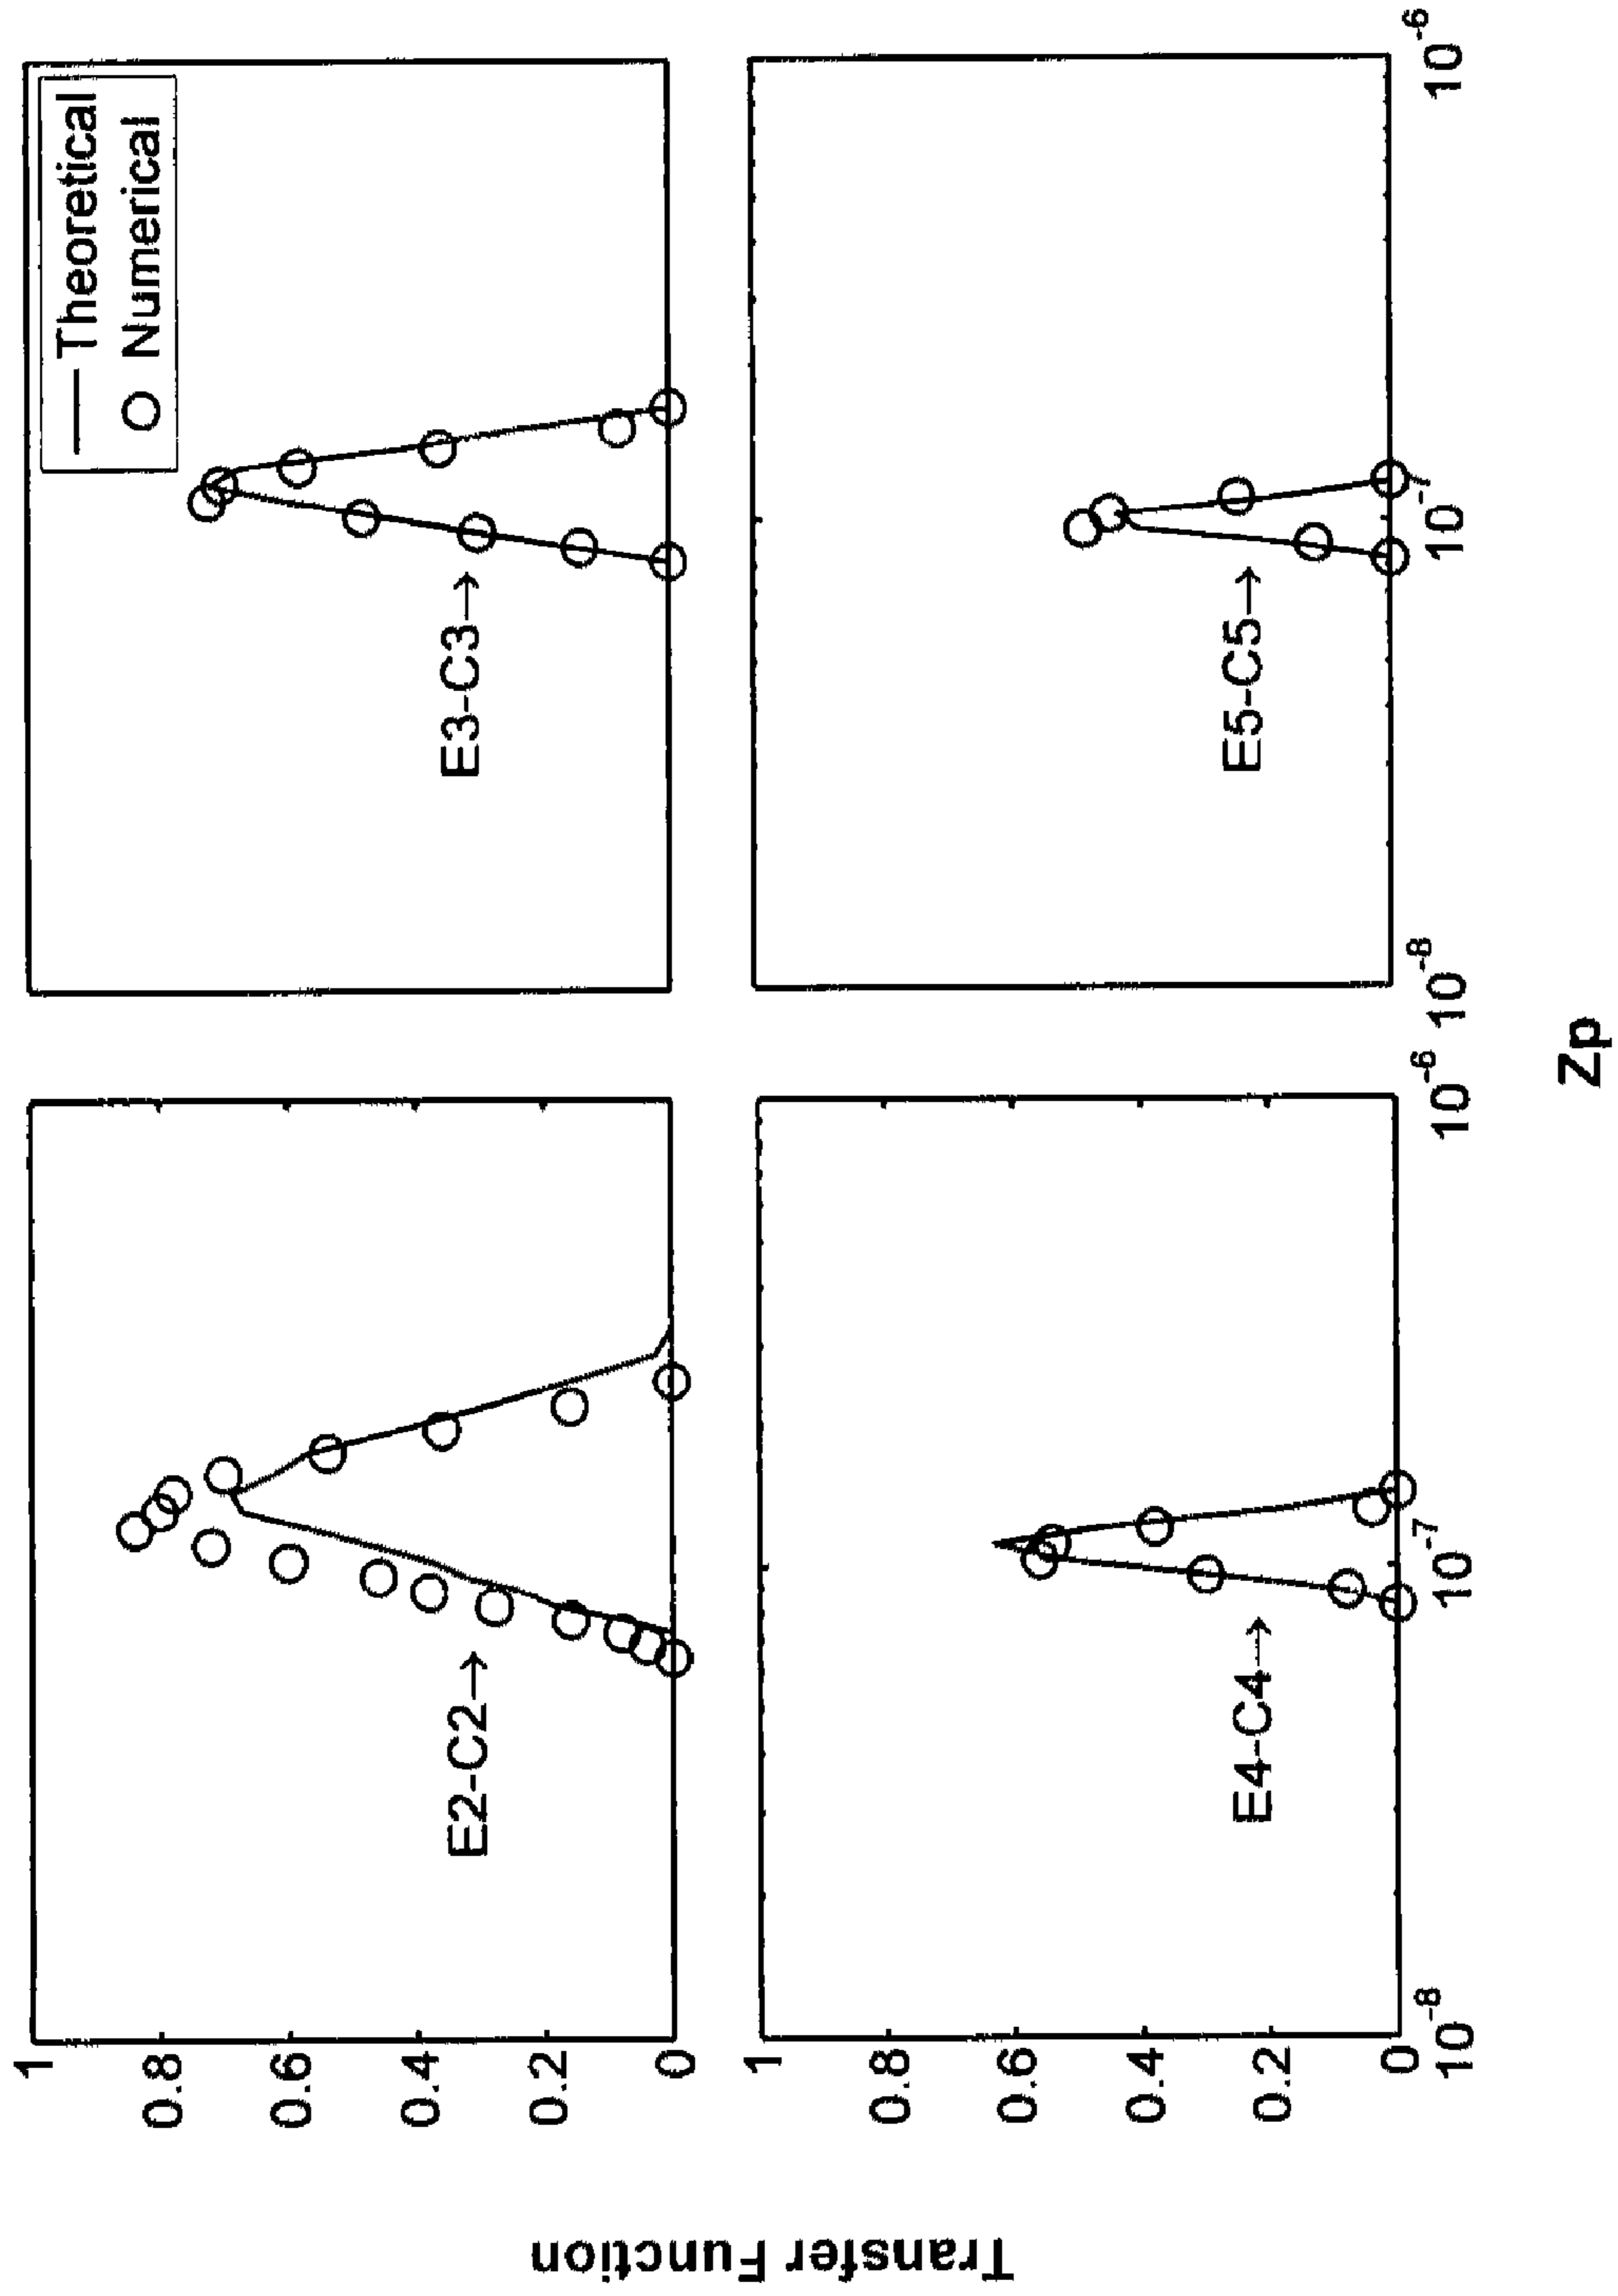 Theoretical
Numerical
1
0.8
0.6
0.4
0.2
0
E2-C2→
E3-C3→
1
0.8
0.6
0.4
0.2
0
E4-C4→
E5-C5→
10^-8
10^-7
10^-6
10^-8
10^-7
10^-6
Zp
Transfer Function